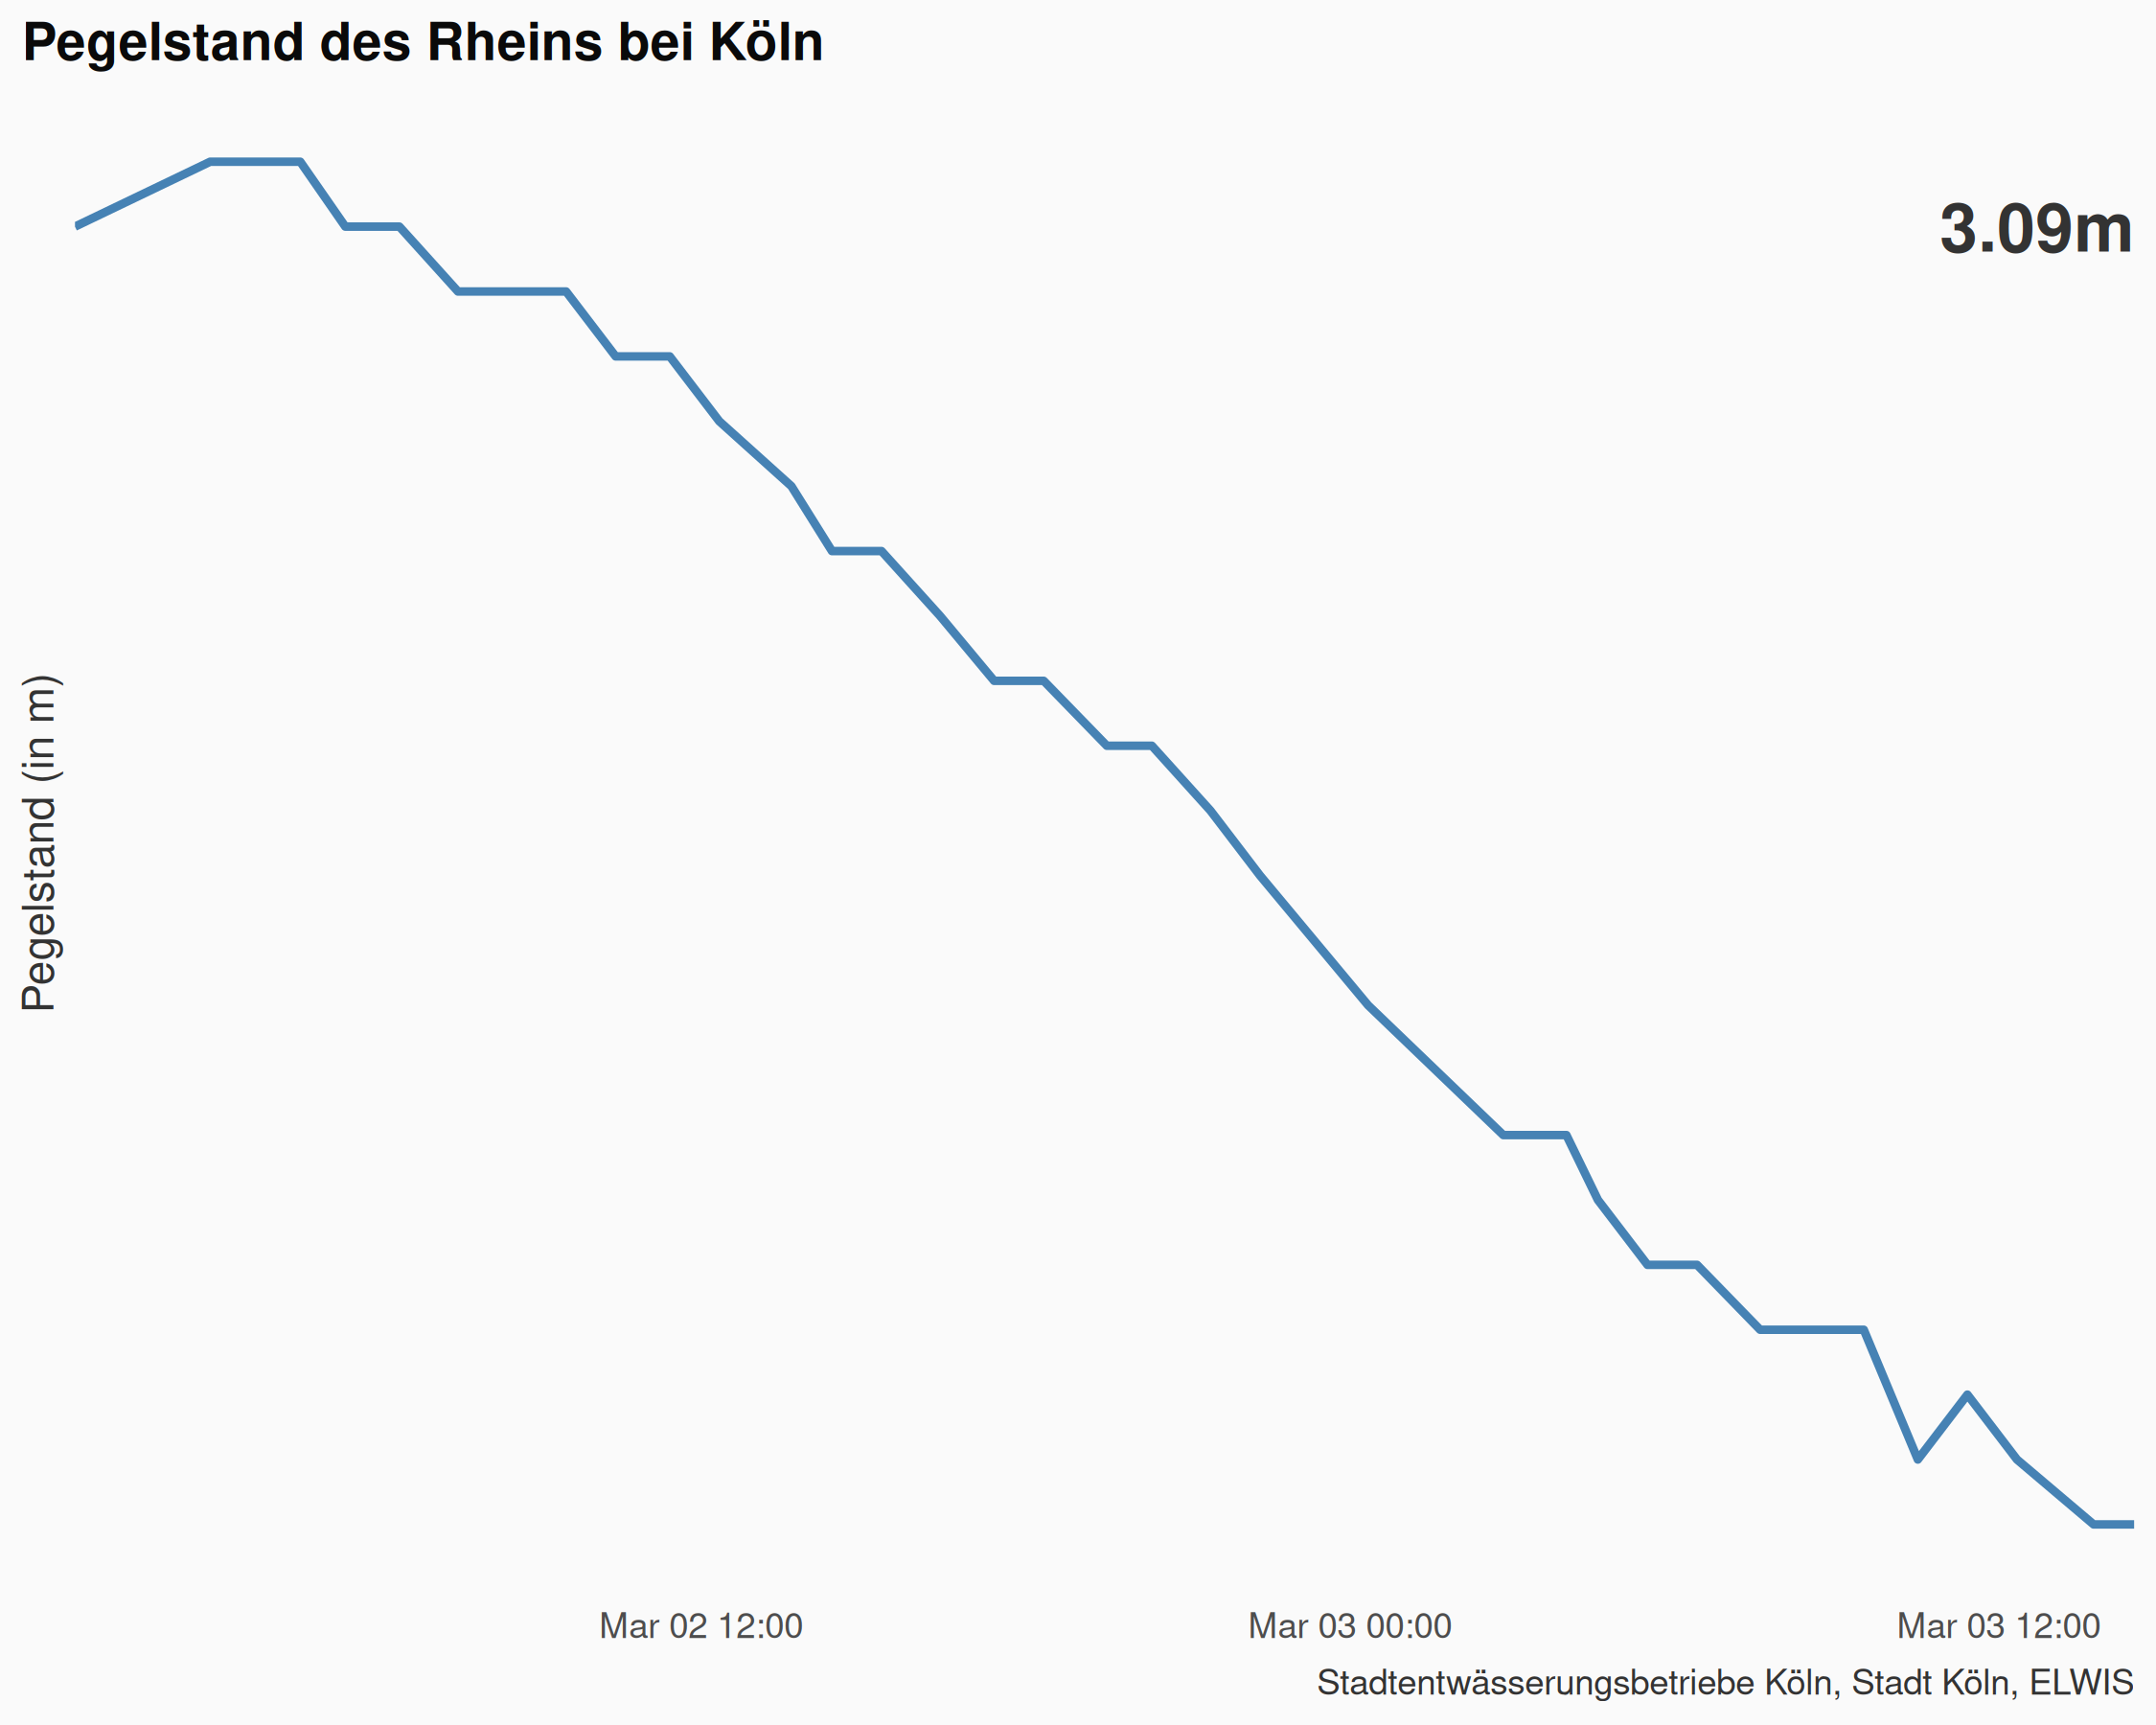 Pegelstand des Rheins bei Köln
3.09m
Pegelstand (in m)
Mar 02 12:00
Mar 03 00:00
Mar 03 12:00
Stadtentwässerungsbetriebe Köln, Stadt Köln, ELWIS